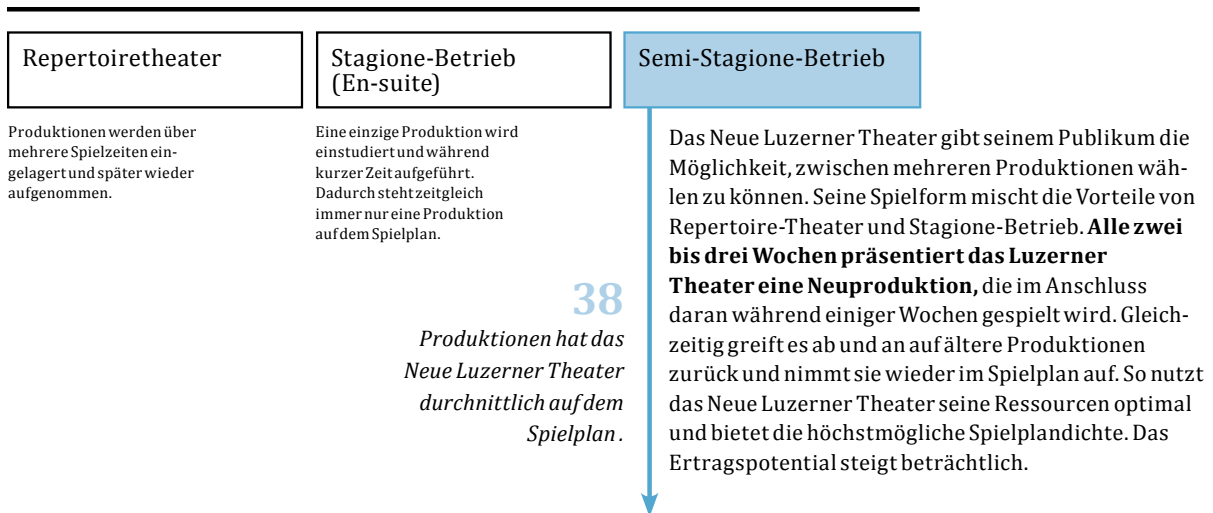 Repertoiretheater
Produktionen werden über
mehrere Spielzeiten ein-
gelagert und später wieder
aufgenommen.
Stagione-Betrieb
(En-suite)
Eine einzige Produktion wird
einstudiert und während
kurzer Zeit aufgeführt.
Dadurch steht zeitgleich
immer nur eine Produktion
auf dem Spielplan.
38
Produktionen hat das
Neue Luzerner Theater
durchnittlich auf dem
Spielplan.
Semi-Stagione-Betrieb
Das Neue Luzerner Theater gibt seinem Publikum die
Möglichkeit, zwischen mehreren Produktionen wäh-
len zu können. Seine Spielform mischt die Vorteile von
Repertoire-Theater und Stagione-Betrieb. Alle zwei
bis drei Wochen präsentiert das Luzerner
Theater eine Neuproduktion, die im Anschluss
daran während einiger Wochen gespielt wird. Gleich-
zeitig greift es ab und an auf ältere Produktionen
zurück und nimmt sie wieder im Spielplan auf. So nutzt
das Neue Luzerner Theater seine Ressourcen optimal
und bietet die höchstmögliche Spielplandichte. Das
Ertragspotential steigt beträchtlich.